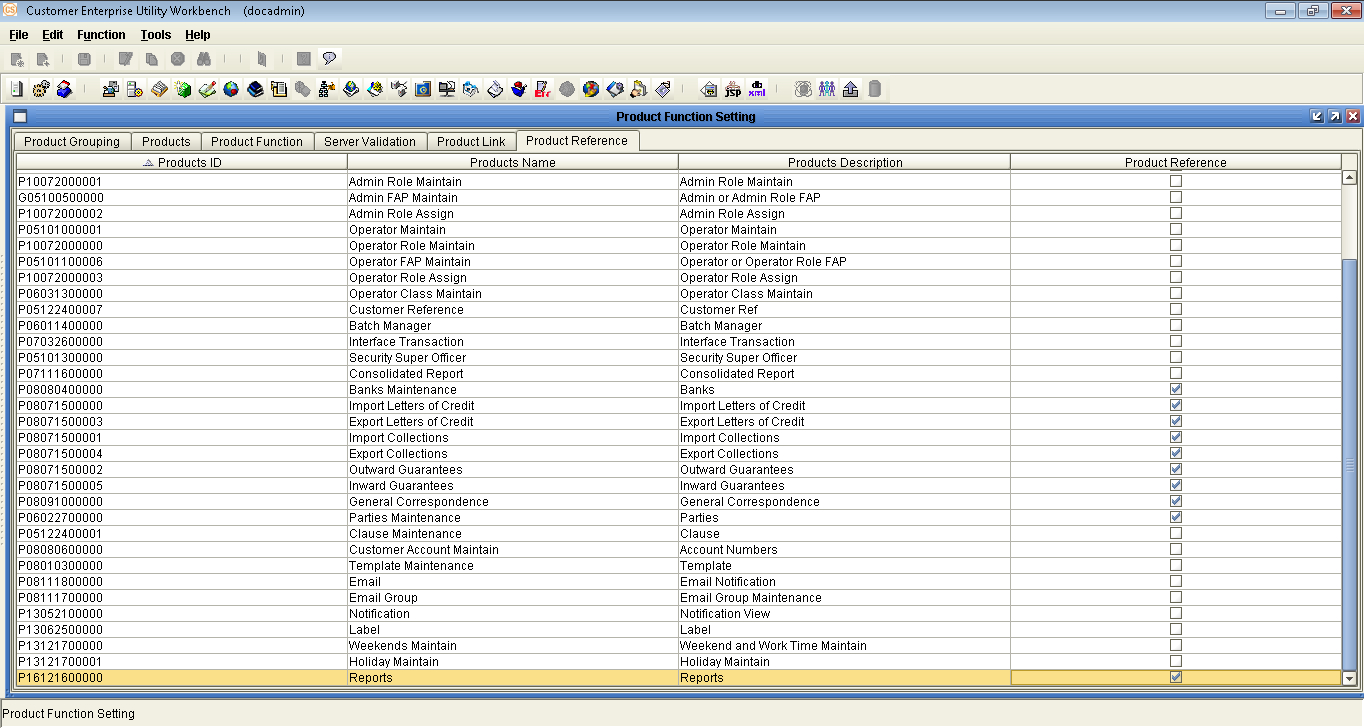 Customer Enterprise Utility Workbench (docadmin)
File Edit Function Tools Help
JSP xml
Product Function Setting
Product Grouping Products Product Function Server Validation Product Link Product Reference
Products ID Products Name Products Description Product Reference
P10072000001 Admin Role Maintain Admin Role Maintain
G05100500000 Admin FAP Maintain Admin or Admin Role FAP
P10072000002 Admin Role Assign Admin Role Assign
P05101000001 Operator Maintain Operator Maintain
P10072000000 Operator Role Maintain Operator Role Maintain
P05101100006 Operator FAP Maintain Operator or Operator Role FAP
P10072000003 Operator Role Assign Operator Role Assign
P06031300000 Operator Class Maintain Operator Class Maintain
P05122400007 Customer Reference Customer Ref
P06011400000 Batch Manager Batch Manager
P07032600000 Interface Transaction Interface Transaction
P05101300000 Security Super Officer Security Super Officer
P07111600000 Consolidated Report Consolidated Report
P08080400000 Banks Maintenance Banks
P08071500000 Import Letters of Credit Import Letters of Credit
P08071500003 Export Letters of Credit Export Letters of Credit
P08071500001 Import Collections Import Collections
P08071500004 Export Collections Export Collections
P08071500002 Outward Guarantees Outward Guarantees
P08071500005 Inward Guarantees Inward Guarantees
P08091000000 General Correspondence General Correspondence
P06022700000 Parties Maintenance Parties
P05122400001 Clause Maintenance Clause
P08080600000 Customer Account Maintain Account Numbers
P08010300000 Template Maintenance Template
P08111800000 Email Email Notification
P08111700000 Email Group Email Group Maintenance
P13052100000 Notification Notification View
P13062500000 Label Label
P13121700000 Weekends Maintain Weekend and Work Time Maintain
P13121700001 Holiday Maintain Holiday Maintain
P16121600000 Reports Reports
Product Function Setting